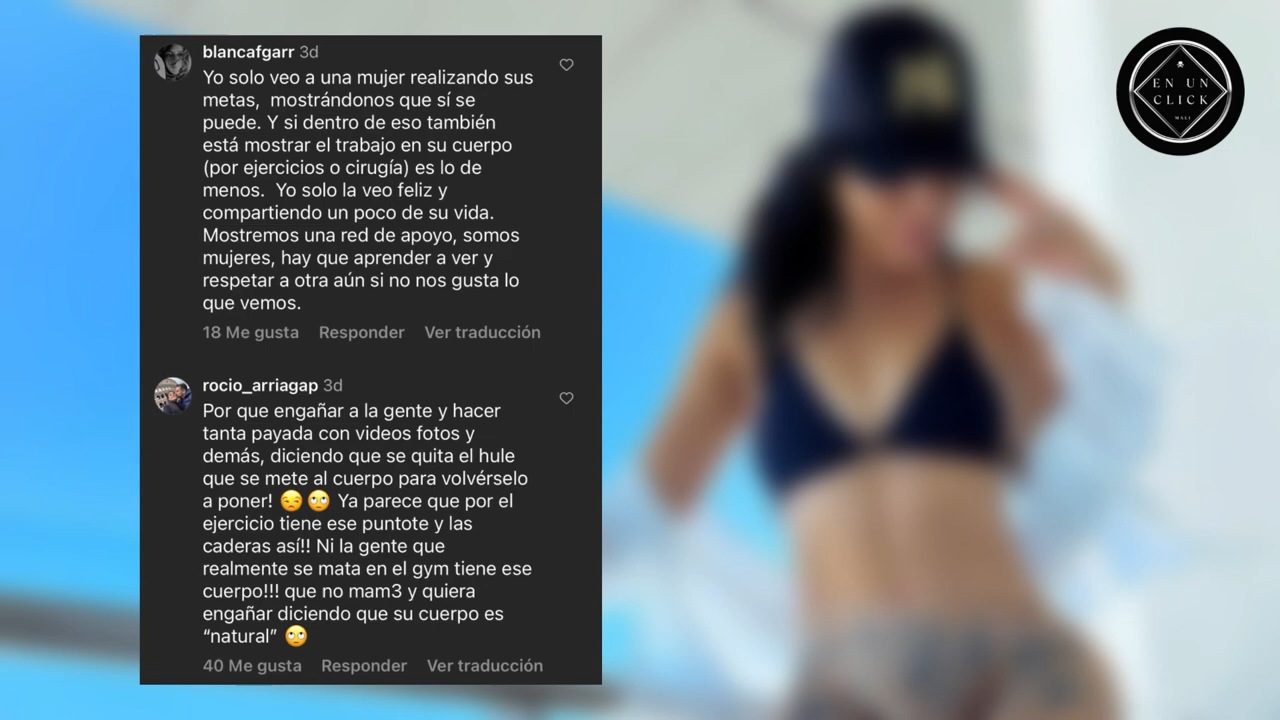 blancafgarr 3d
Yo solo veo a una mujer realizando sus
metas, mostrándonos que sí se
puede. Y si dentro de eso también
está mostrar el trabajo en su cuerpo
(por ejercicios o cirugía) es lo de
menos. Yo solo la veo feliz y
compartiendo un poco de su vida.
Mostremos una red de apoyo, somos
mujeres, hay que aprender a ver y
respetar a otra aún si no nos gusta lo
que vemos.
18 Me gusta Responder Ver traducción
rocio_arriagap 3d
Por que engañar a la gente y hacer
tanta payada con videos fotos y
demás, diciendo que se quita el hule
que se mete al cuerpo para volvérselo
a poner! 😒🙄 Ya parece que por el
ejercicio tiene ese puntote y las
caderas así!! Ni la gente que
realmente se mata en el gym tiene ese
cuerpo!!! que no mam3 y quiera
engañar diciendo que su cuerpo es
“natural” 🙄
40 Me gusta Responder Ver traducción
EN UN
CLICK
MALI